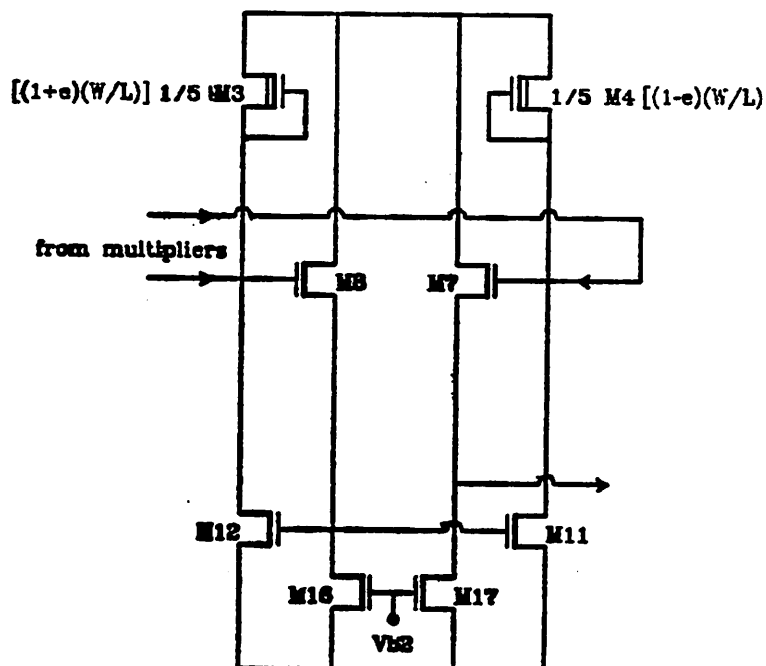 [(1+e)(W/L)] 1/5 M3
1/5 M4 [(1-e)(W/L)
from multipliers
M8
M7
M12
M11
M16
M17
Vb2